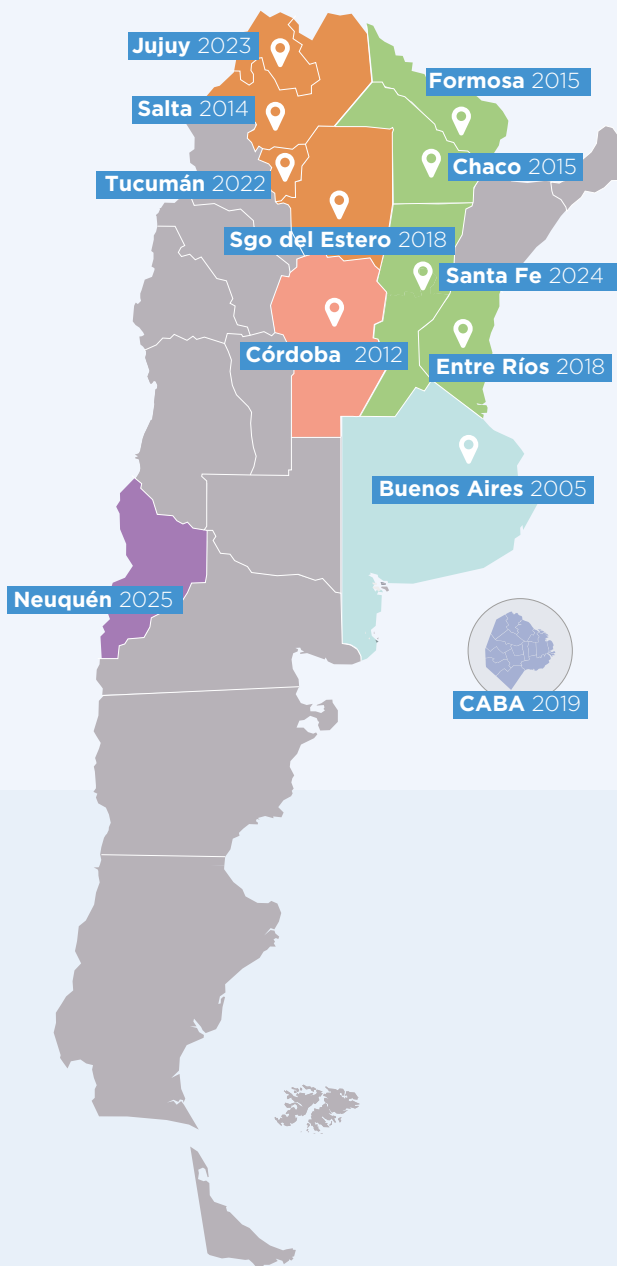 Jujuy 2023
Formosa 2015
Salta 2014
Chaco 2015
Tucumán 2022
Sgo del Estero 2018
Santa Fe 2024
Córdoba 2012
Entre Ríos 2018
Buenos Aires 2005
Neuquén 2025
CABA 2019